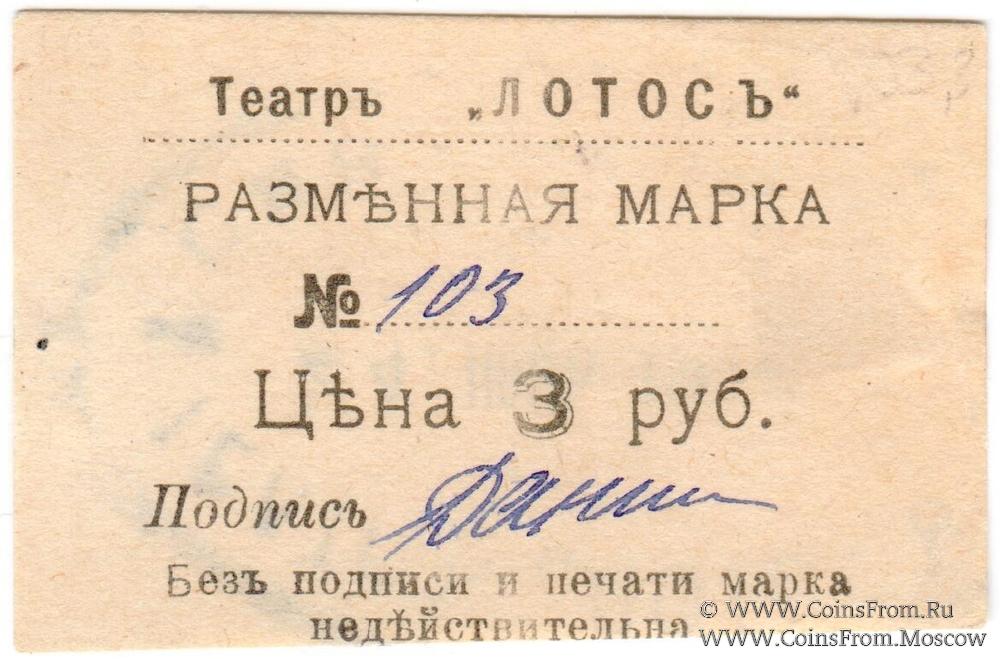 Театръ „ЛОТОСЪ“
РАЗМѢННАЯ МАРКА
№ 103
Цѣна 3 руб.
Подпись
Безъ подписи и печати марка
недѣйствительна
© WWW.CoinsFrom.Ru
WWW.CoinsFrom.Moscow